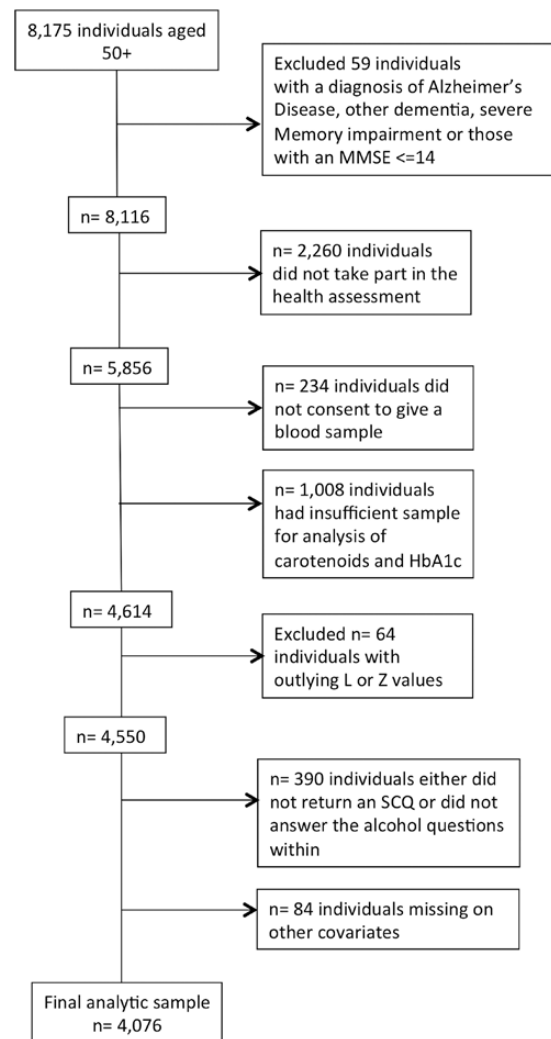 8,175 individuals aged
50+
Excluded 59 individuals
with a diagnosis of Alzheimer's
Disease, other dementia, severe
Memory impairment or those
with an MMSE <=14
n= 8,116
n= 2,260 individuals
did not take part in the
health assessment
n= 5,856
n= 234 individuals did
not consent to give a
blood sample
n= 1,008 individuals
had insufficient sample
for analysis of
carotenoids and HbA1c
n= 4,614
Excluded n= 64
individuals with
outlying L or Z values
n= 4,550
n= 390 individuals either did
not return an SCQ or did not
answer the alcohol questions
within
n= 84 individuals missing on
other covariates
Final analytic sample
n= 4,076